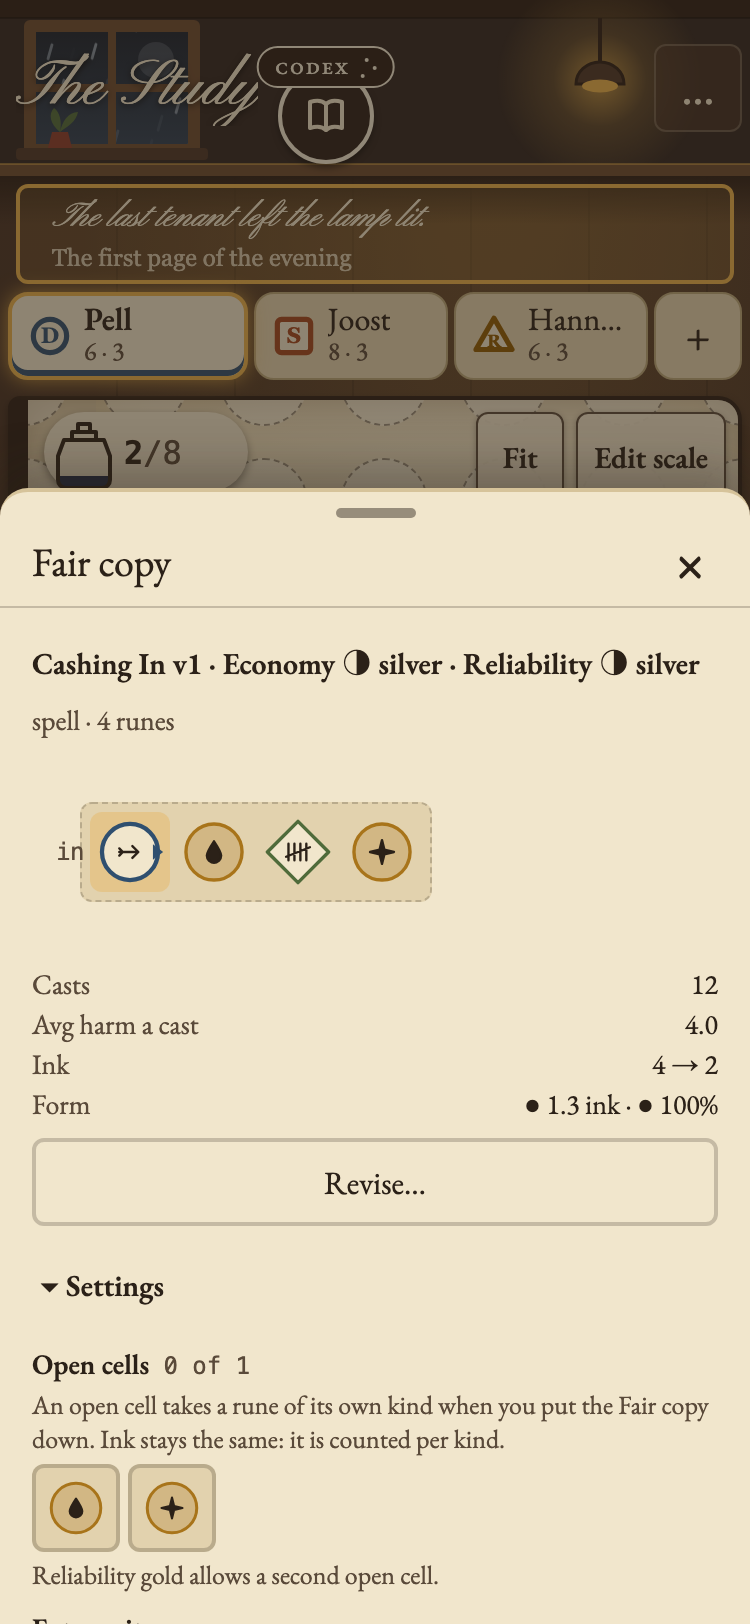 The Study
CODEX
...
The last tenant left the lamp lit.
The first page of the evening
D
Pell
6 · 3
S
Joost
8 · 3
R
Hann...
6 · 3
+
2/8
Fit
Edit scale
Fair copy
Cashing In v1 · Economy silver · Reliability silver
spell · 4 runes
in
Casts 12
Avg harm a cast 4.0
Ink 4 → 2
Form ● 1.3 ink · ● 100%
Revise...
Settings
Open cells 0 of 1
An open cell takes a rune of its own kind when you put the Fair copy
down. Ink stays the same: it is counted per kind.
Reliability gold allows a second open cell.